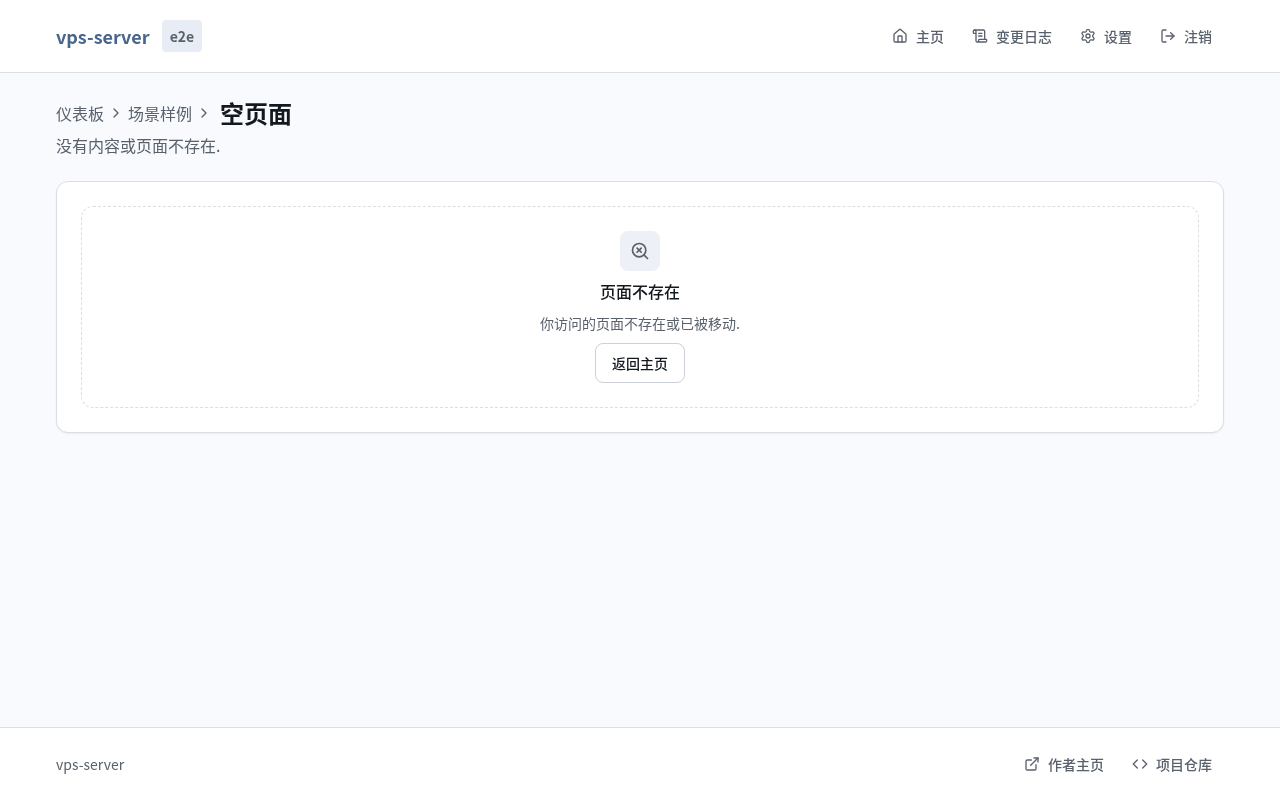 vps-server e2e 主页 变更日志 设置 注销
仪表板 场景样例 空页面
没有内容或页面不存在.
页面不存在
你访问的页面不存在或已被移动.
返回主页
vps-server 作者主页 项目仓库